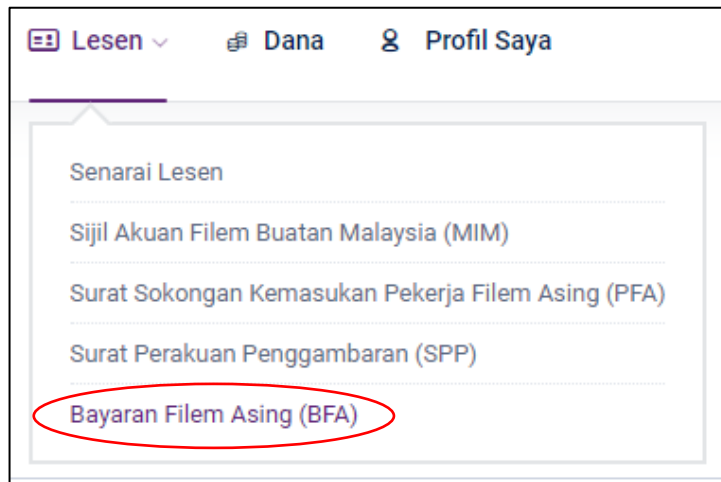 Lesen Dana Profil Saya
Senarai Lesen
Sijil Akuan Filem Buatan Malaysia (MIM)
Surat Sokongan Kemasukan Pekerja Filem Asing (PFA)
Surat Perakuan Penggambaran (SPP)
Bayaran Filem Asing (BFA)